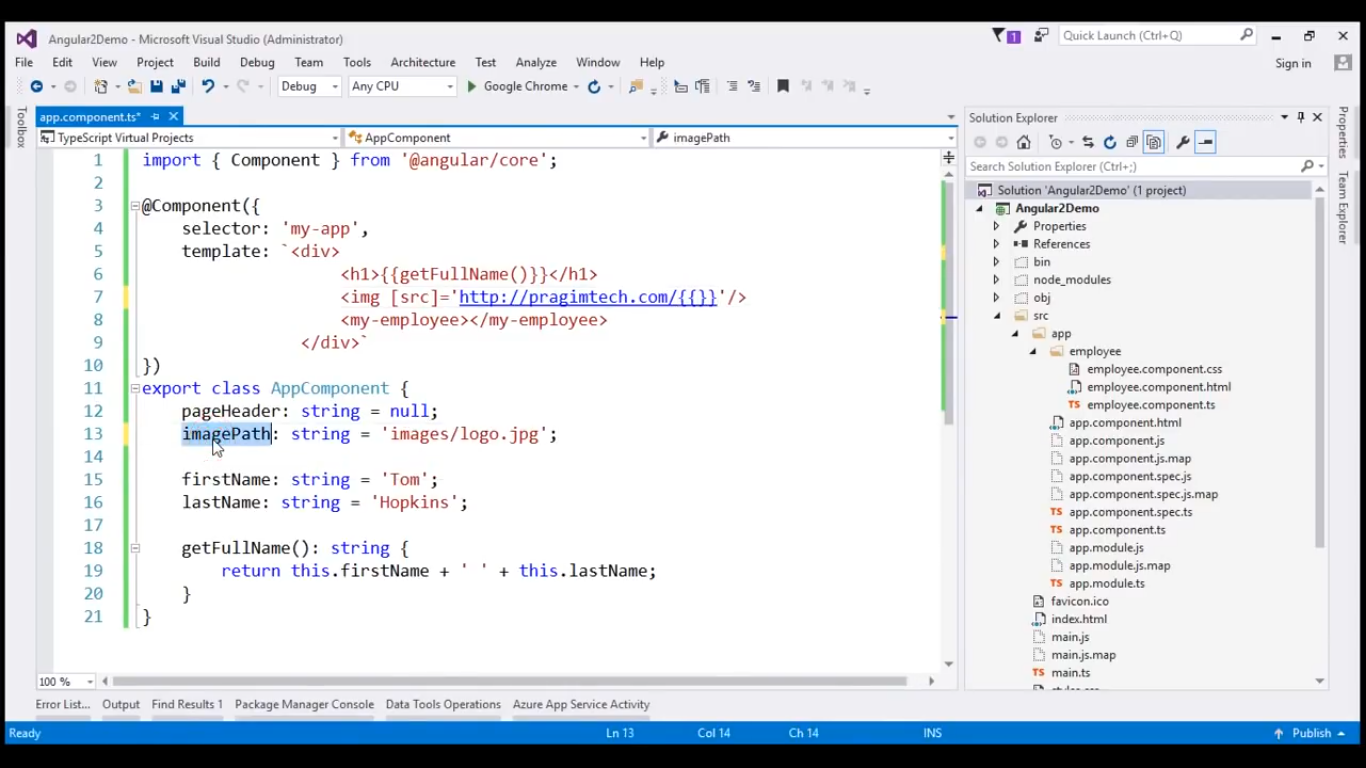 Angular2Demo - Microsoft Visual Studio (Administrator)
1
Quick Launch (Ctrl+Q)
File Edit View Project Build Debug Team Tools Architecture Test Analyze Window Help
Sign in
Debug Any CPU Google Chrome
Toolbox
app.component.ts*
TypeScript Virtual Projects AppComponent imagePath
1 import { Component } from '@angular/core';
2
3 @Component({
4 selector: 'my-app',
5 template: `<div>
6 <h1>{{getFullName()}}</h1>
7 <img [src]='http://pragimtech.com/{{}}'/>
8 <my-employee></my-employee>
9 </div>`
10 })
11 export class AppComponent {
12 pageHeader: string = null;
13 imagePath: string = 'images/logo.jpg';
14
15 firstName: string = 'Tom';
16 lastName: string = 'Hopkins';
17
18 getFullName(): string {
19 return this.firstName + ' ' + this.lastName;
20 }
21 }
100 %
Solution Explorer
Search Solution Explorer (Ctrl+;)
Solution 'Angular2Demo' (1 project)
Angular2Demo
Properties
References
bin
node_modules
obj
src
app
employee
employee.component.css
employee.component.html
employee.component.ts
app.component.html
app.component.js
app.component.js.map
app.component.spec.js
app.component.spec.js.map
app.component.spec.ts
app.component.ts
app.module.js
app.module.js.map
app.module.ts
favicon.ico
index.html
main.js
main.js.map
main.ts
Properties
Team Explorer
Error List... Output Find Results 1 Package Manager Console Data Tools Operations Azure App Service Activity
Ready Ln 13 Col 14 Ch 14 INS Publish